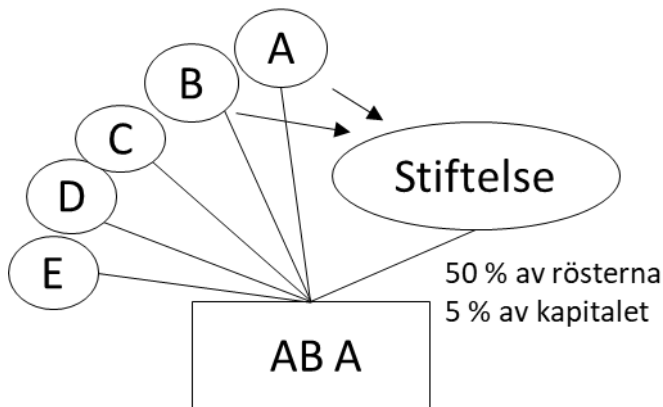 A
B
C
D
E
Stiftelse
50 % av rösterna
5 % av kapitalet
AB A